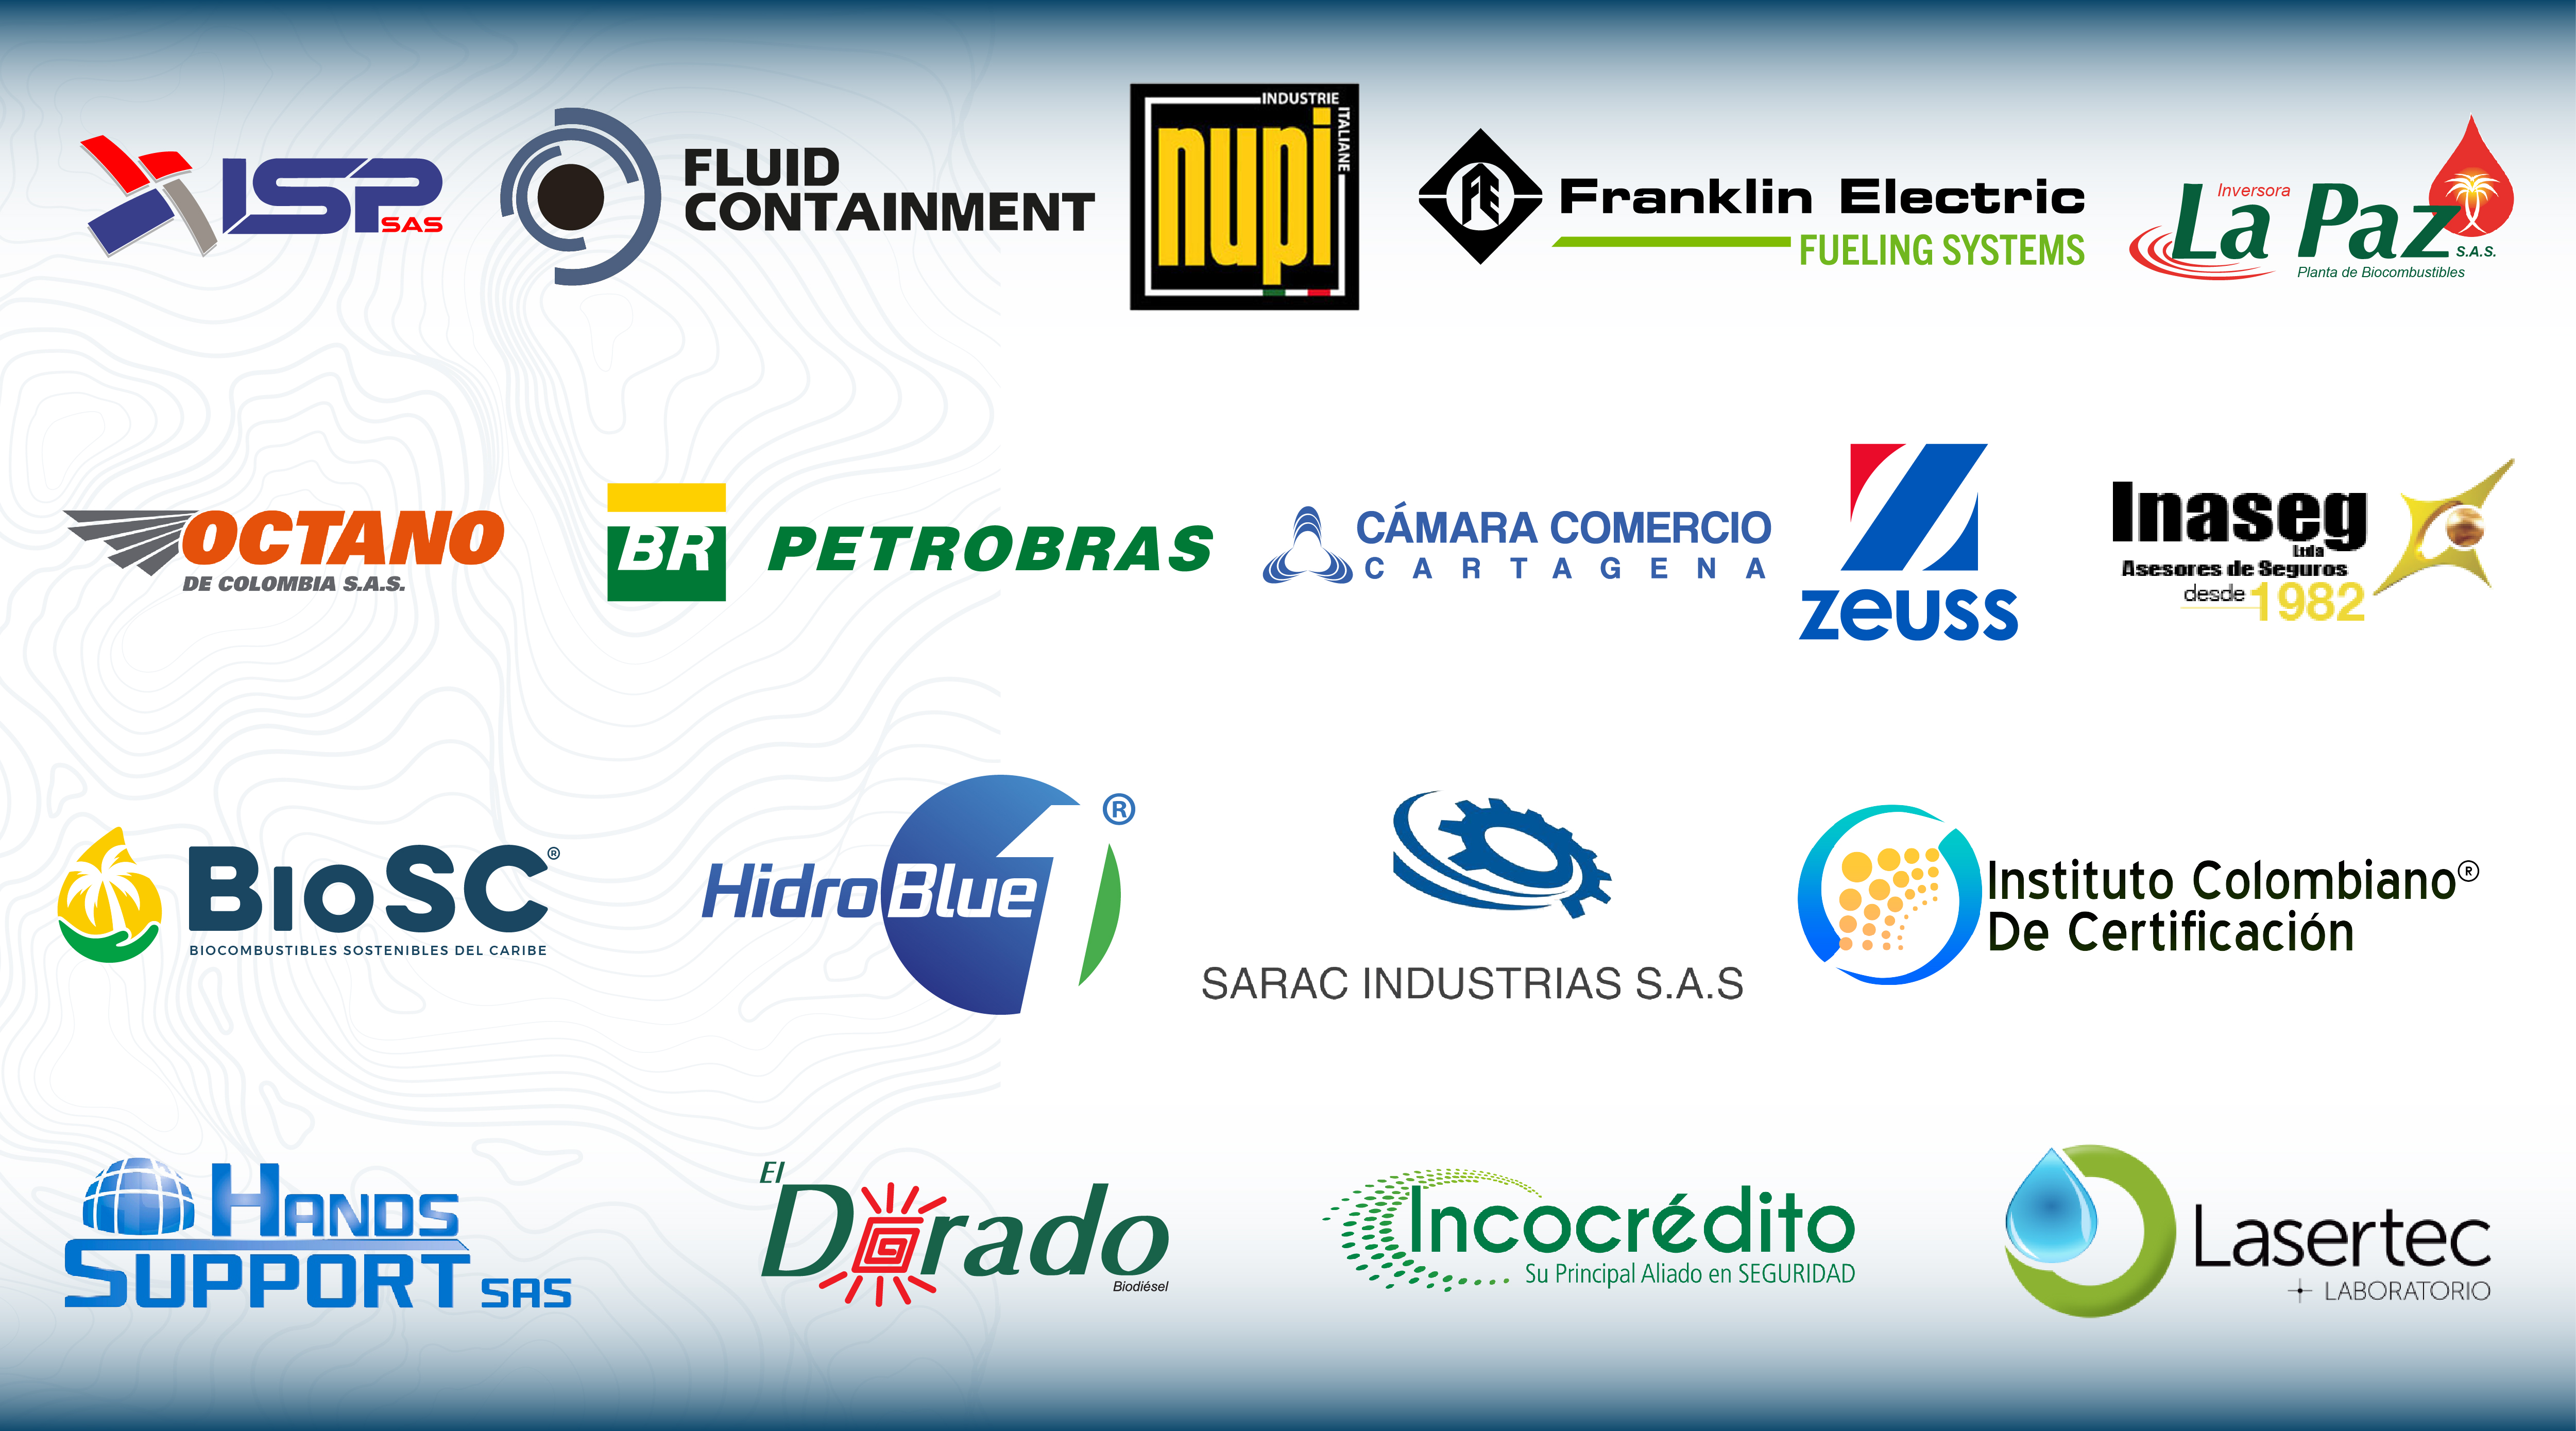 ISP SAS
FLUID
CONTAINMENT
INDUSTRIE
ITALIANE
nupi
FE
Franklin Electric
FUELING SYSTEMS
Inversora
La Paz
S.A.S.
Planta de Biocombustibles
OCTANO
DE COLOMBIA S.A.S.
BR PETROBRAS
CÁMARA COMERCIO
CARTAGENA
zeuss
Inaseg
Ltda
Asesores de Seguros
desde 1982
BioSC®
BIOCOMBUSTIBLES SOSTENIBLES DEL CARIBE
HidroBlue ®
SARAC INDUSTRIAS S.A.S
Instituto Colombiano®
De Certificación
HANDS
SUPPORT SAS
El
Dorado
Biodiésel
Incocrédito
Su Principal Aliado en SEGURIDAD
Lasertec
LABORATORIO